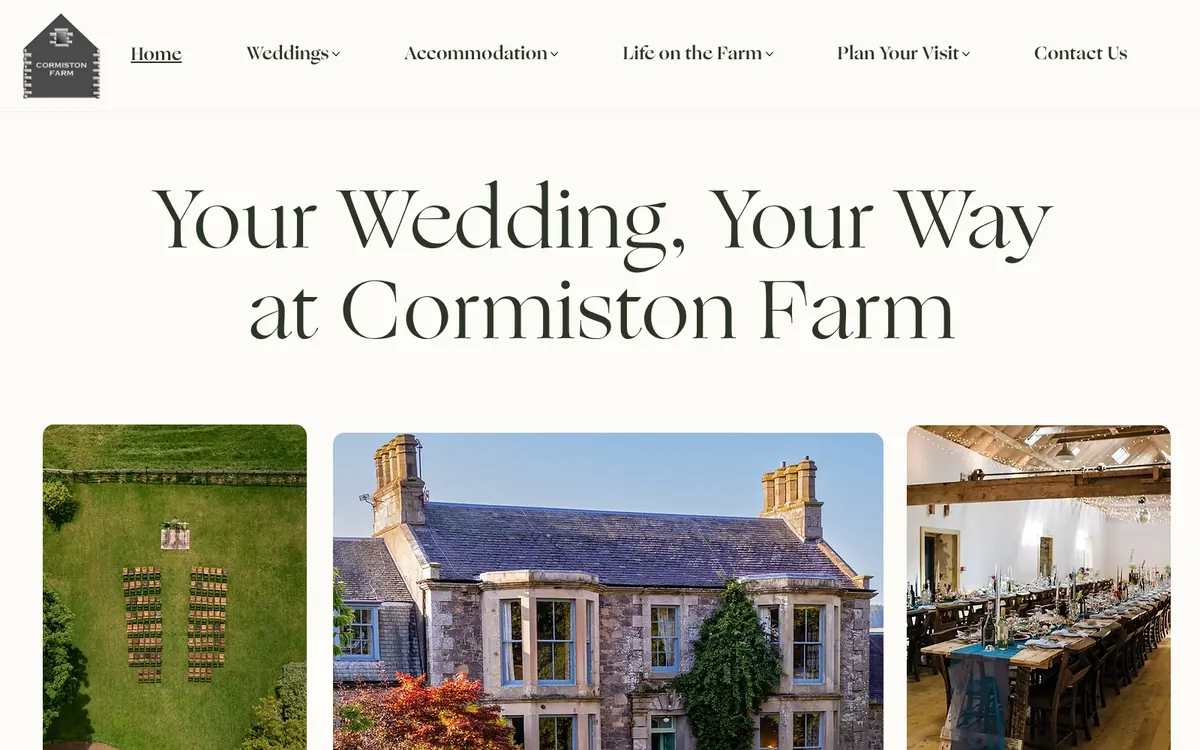 CORMISTON
FARM
Home
Weddings
Accommodation
Life on the Farm
Plan Your Visit
Contact Us
Your Wedding, Your Way
at Cormiston Farm